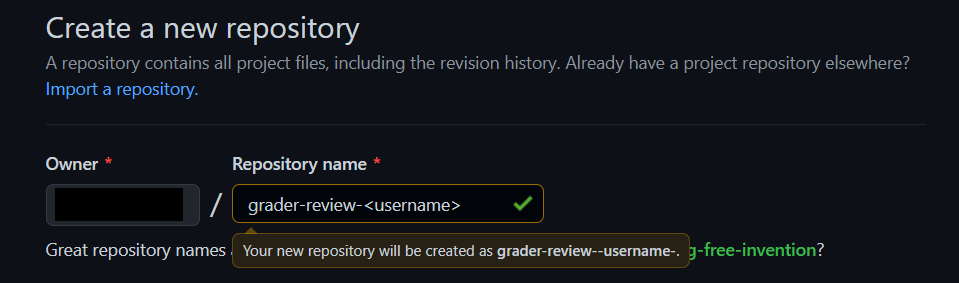 Create a new repository
A repository contains all project files, including the revision history. Already have a project repository elsewhere?
Import a repository.
Owner * Repository name *
/ grader-review-<username>
Your new repository will be created as grader-review--username-.
Great repository names g-free-invention?